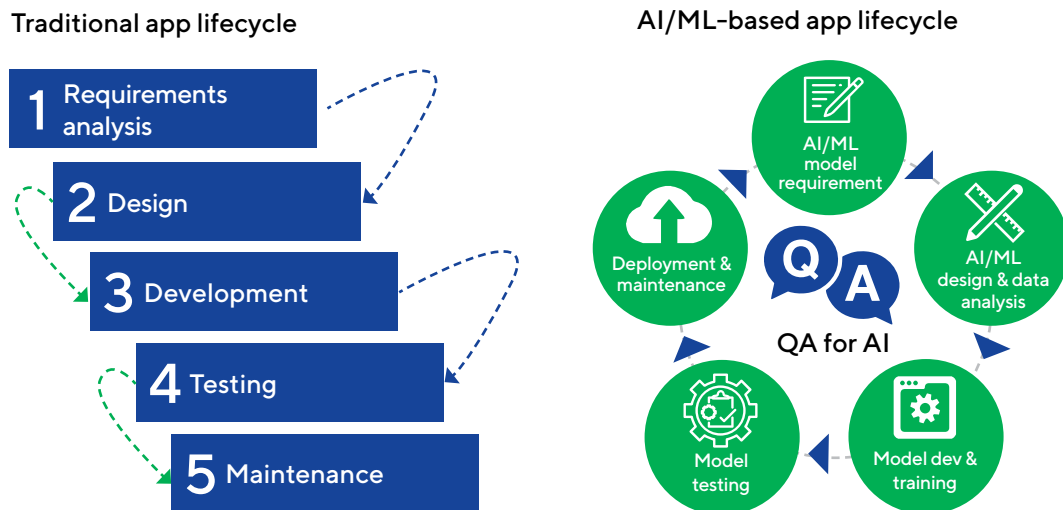 Traditional app lifecycle
1 Requirements
analysis
2 Design
3 Development
4 Testing
5 Maintenance
AI/ML-based app lifecycle
AI/ML
model
requirement
AI/ML
design & data
analysis
Model dev &
training
Model
testing
Deployment &
maintenance
Q A
QA for AI